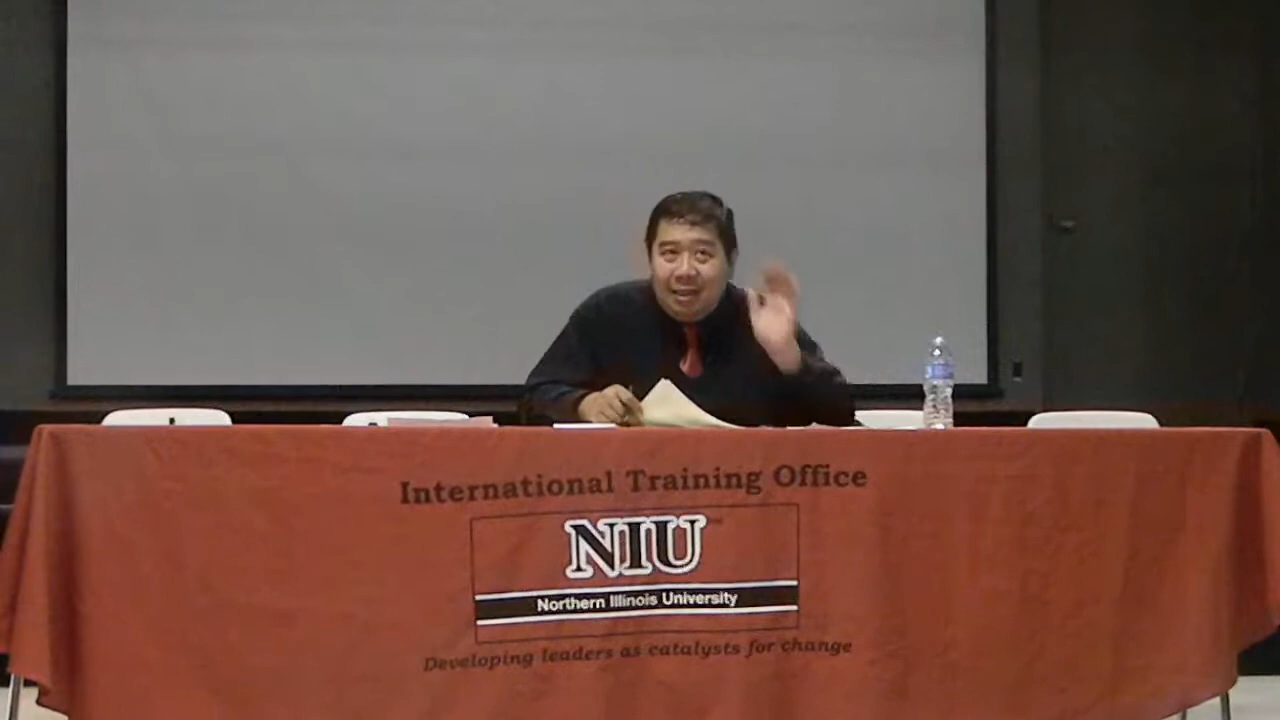 International Training Office
NIU
Northern Illinois University
Developing leaders as catalysts for change